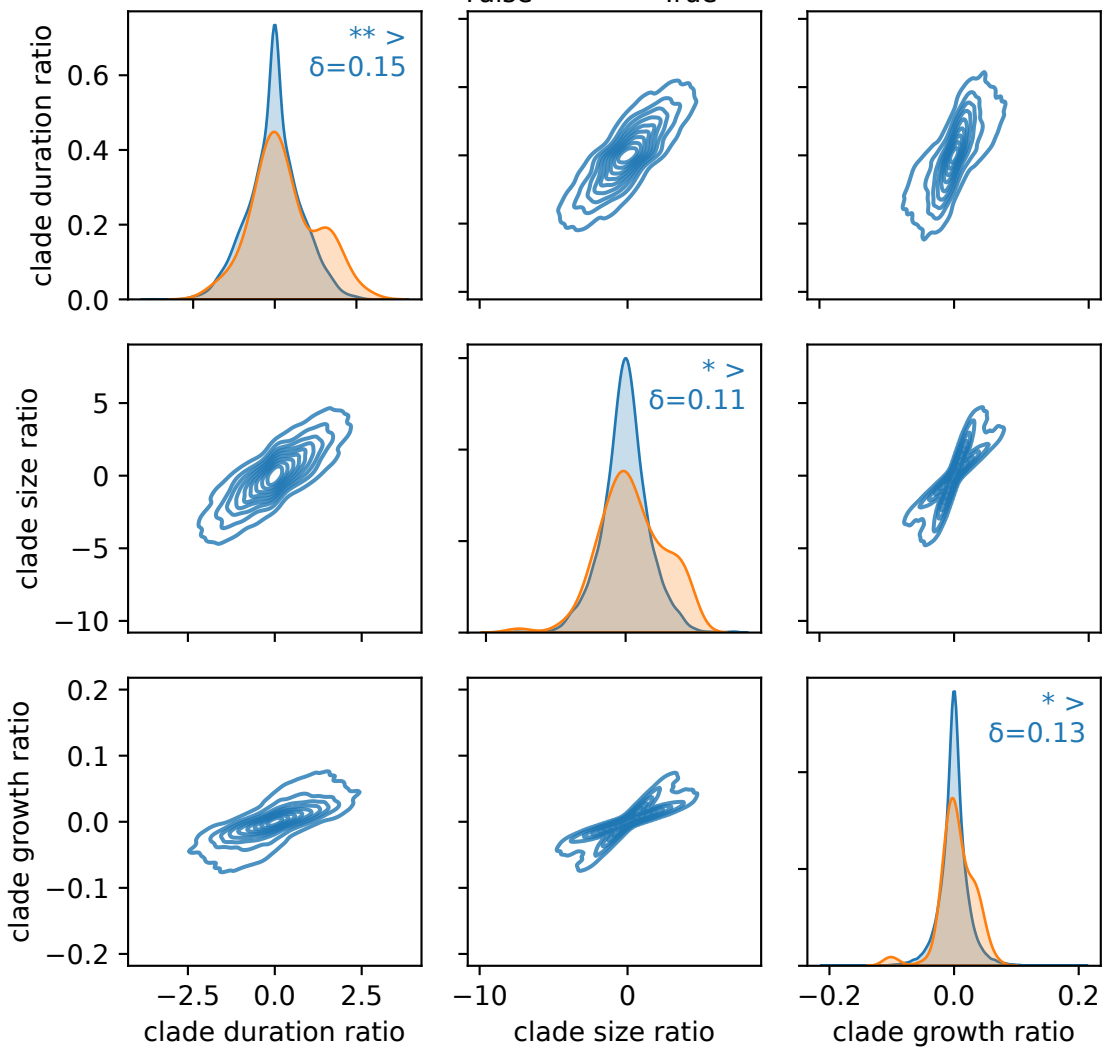 True
clade duration ratio
0.6
0.4
0.2
0.0
** >
δ=0.15
clade size ratio
5
0
−5
−10
* >
δ=0.11
clade growth ratio
0.2
0.1
0.0
−0.1
−0.2
* >
δ=0.13
−2.5 0.0 2.5
−10 0
−0.2 0.0 0.2
clade duration ratio
clade size ratio
clade growth ratio